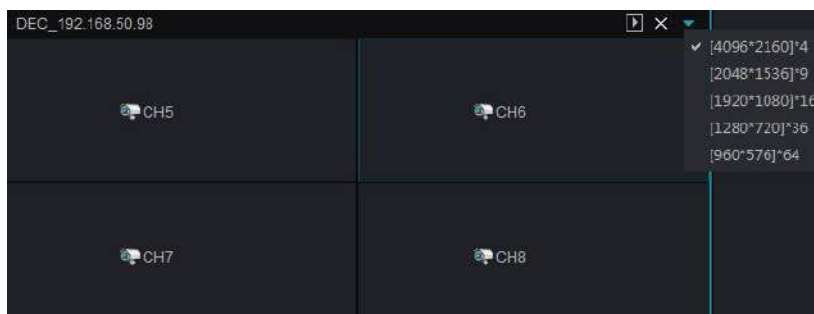 DEC_192.168.50.98
[4096*2160]*4
[2048*1536]*9
[1920*1080]*16
[1280*720]*36
[960*576]*64
CH5
CH6
CH7
CH8